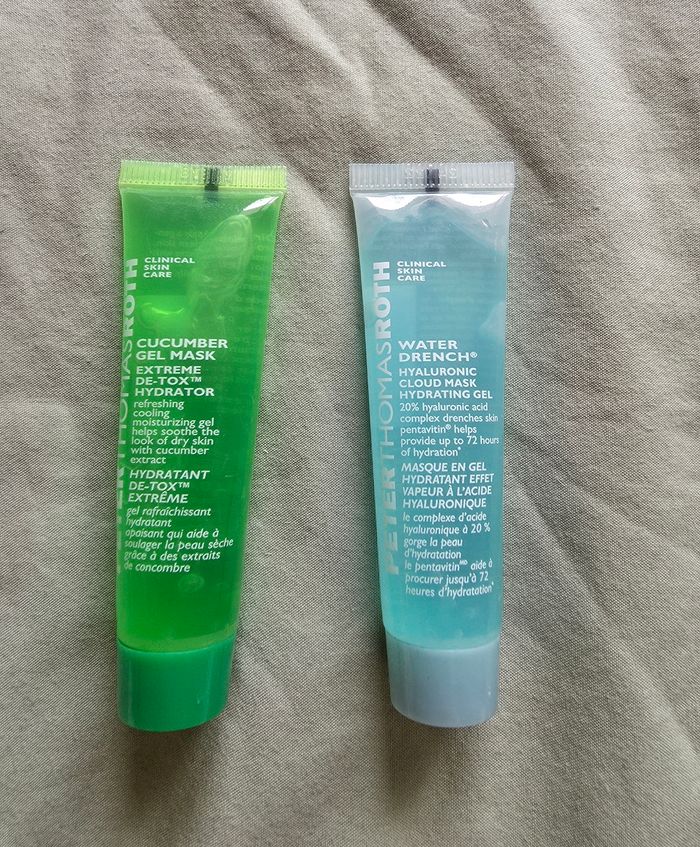 CLINICAL
SKIN
CARE
PETER THOMAS ROTH
CUCUMBER
GEL MASK
EXTREME
DE-TOX™
HYDRATOR
refreshing
cooling
moisturizing gel
helps soothe the
look of dry skin
with cucumber
extract
HYDRATANT
DE-TOX™
EXTRÊME
gel rafraîchissant
hydratant
apaisant qui aide à
soulager la peau sèche
grâce à des extraits
de concombre
CLINICAL
SKIN
CARE
PETER THOMAS ROTH
WATER
DRENCH®
HYALURONIC
CLOUD MASK
HYDRATING GEL
20% hyaluronic acid
complex drenches skin
pentavitin® helps
provide up to 72 hours
of hydration*
MASQUE EN GEL
HYDRATANT EFFET
VAPEUR À L'ACIDE
HYALURONIQUE
le complexe d'acide
hyaluronique à 20 %
gorge la peau
d'hydratation
le pentavitin MD aide à
procurer jusqu'à 72
heures d'hydratation*